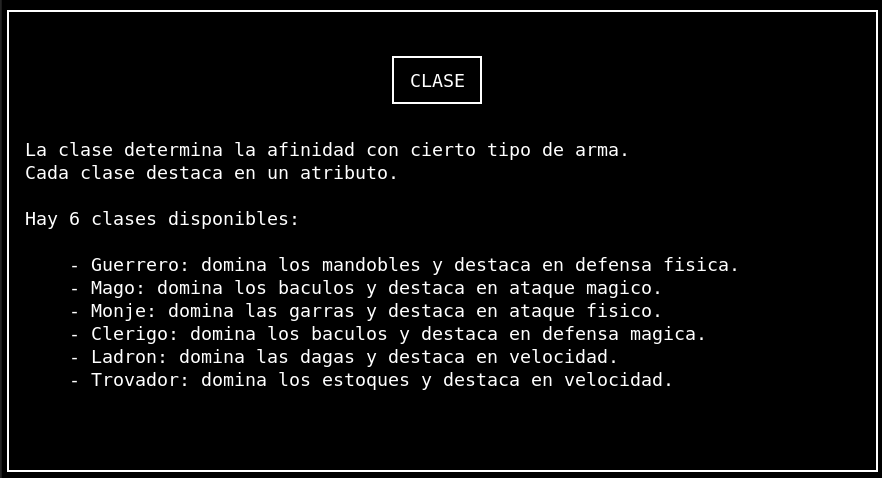 CLASE
La clase determina la afinidad con cierto tipo de arma.
Cada clase destaca en un atributo.
Hay 6 clases disponibles:
- Guerrero: domina los mandobles y destaca en defensa fisica.
- Mago: domina los baculos y destaca en ataque magico.
- Monje: domina las garras y destaca en ataque fisico.
- Clerigo: domina los baculos y destaca en defensa magica.
- Ladron: domina las dagas y destaca en velocidad.
- Trovador: domina los estoques y destaca en velocidad.